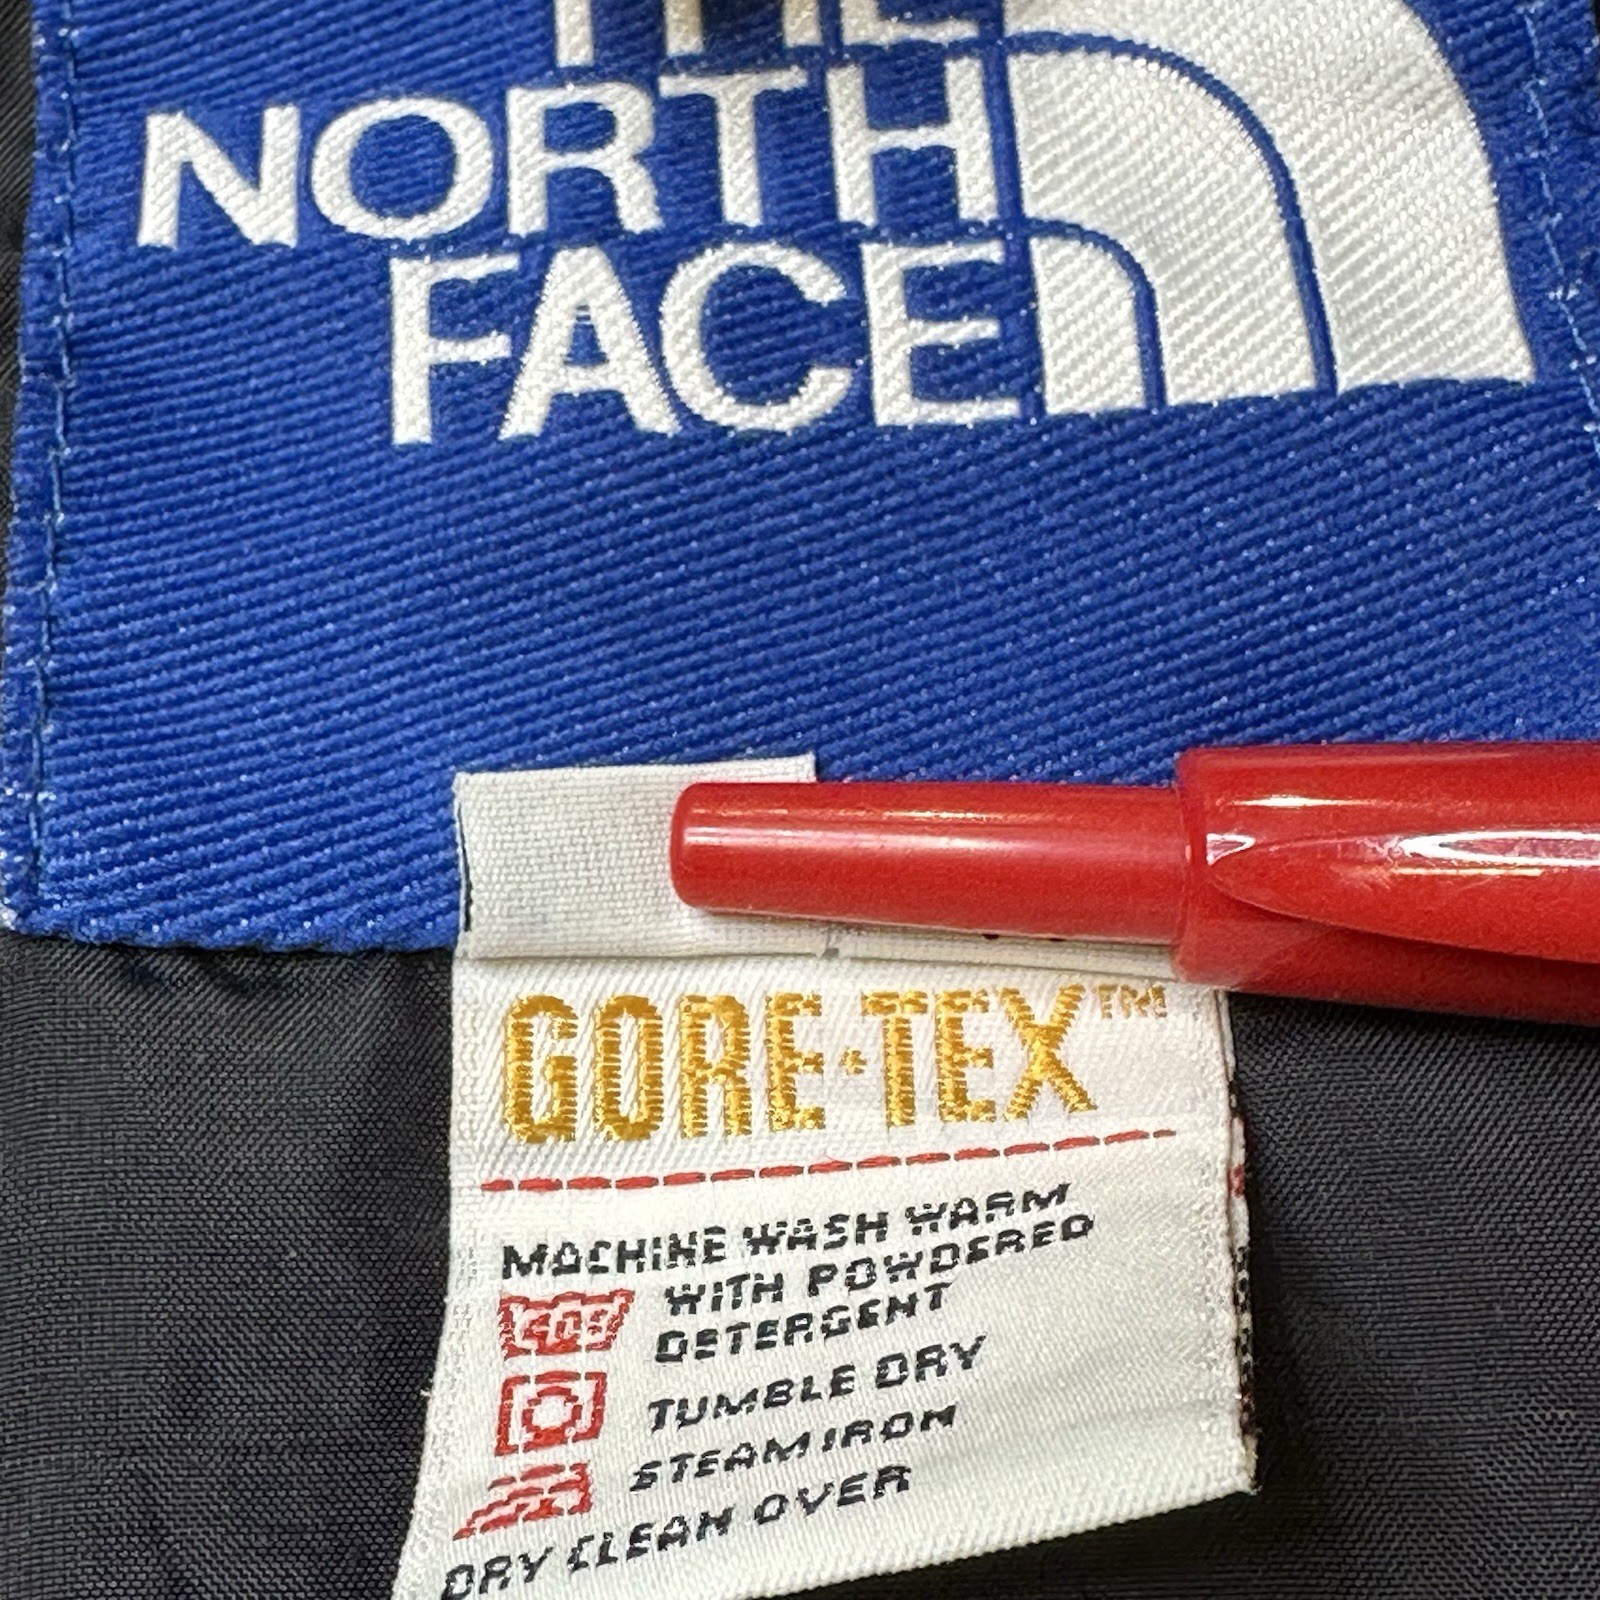 THE
NORTH
FACE
GORE-TEX™
MACHINE WASH WARM
WITH POWDERED
DETERGENT
TUMBLE DRY
STEAM IRON
DRY CLEAN OVER